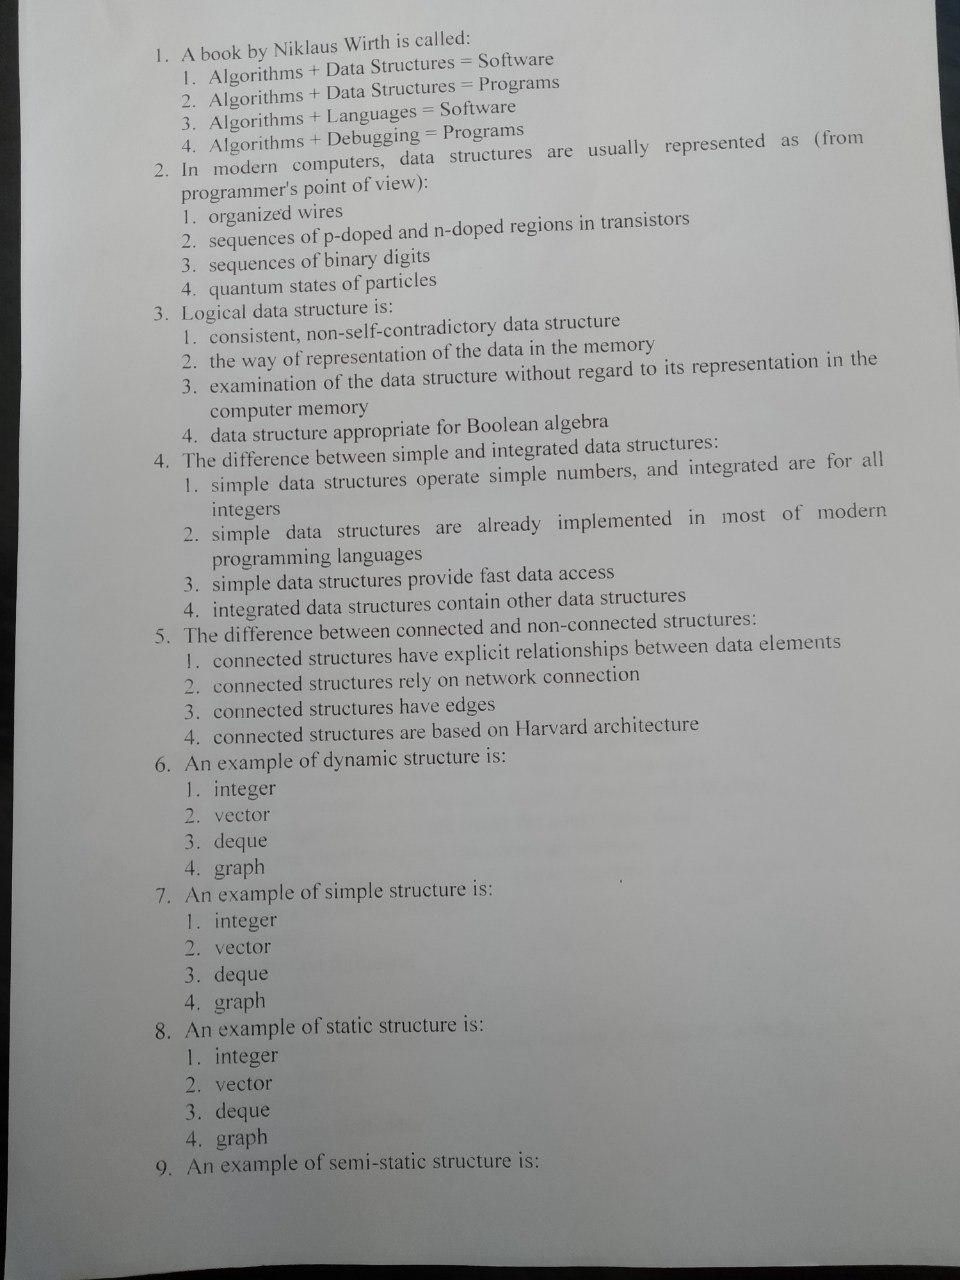 1. A book by Niklaus Wirth is called:
1. Algorithms + Data Structures = Software
2. Algorithms + Data Structures = Programs
3. Algorithms + Languages = Software
4. Algorithms + Debugging = Programs
2. In modern computers, data structures are usually represented as (from
programmer's point of view):
1. organized wires
2. sequences of p-doped and n-doped regions in transistors
3. sequences of binary digits
4. quantum states of particles
3. Logical data structure is:
1. consistent, non-self-contradictory data structure
2. the way of representation of the data in the memory
3. examination of the data structure without regard to its representation in the
computer memory
4. data structure appropriate for Boolean algebra
4. The difference between simple and integrated data structures:
1. simple data structures operate simple numbers, and integrated are for all
integers
2. simple data structures are already implemented in most of modern
programming languages
3. simple data structures provide fast data access
4. integrated data structures contain other data structures
5. The difference between connected and non-connected structures:
1. connected structures have explicit relationships between data elements
2. connected structures rely on network connection
3. connected structures have edges
4. connected structures are based on Harvard architecture
6. An example of dynamic structure is:
1. integer
2. vector
3. deque
4. graph
7. An example of simple structure is:
1. integer
2. vector
3. deque
4. graph
8. An example of static structure is:
1. integer
2. vector
3. deque
4. graph
9. An example of semi-static structure is: